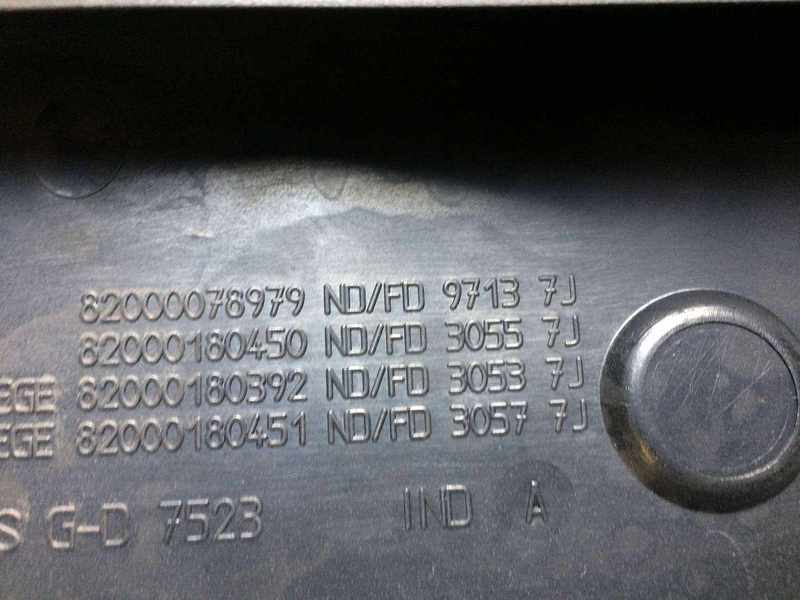 82000078979 ND/FD 9713 7J
82000180450 ND/FD 3055 7J
EGE 82000180392 ND/FD 3053 7J
EGE 82000180451 ND/FD 3057 7J
S G-D 7523 IND A